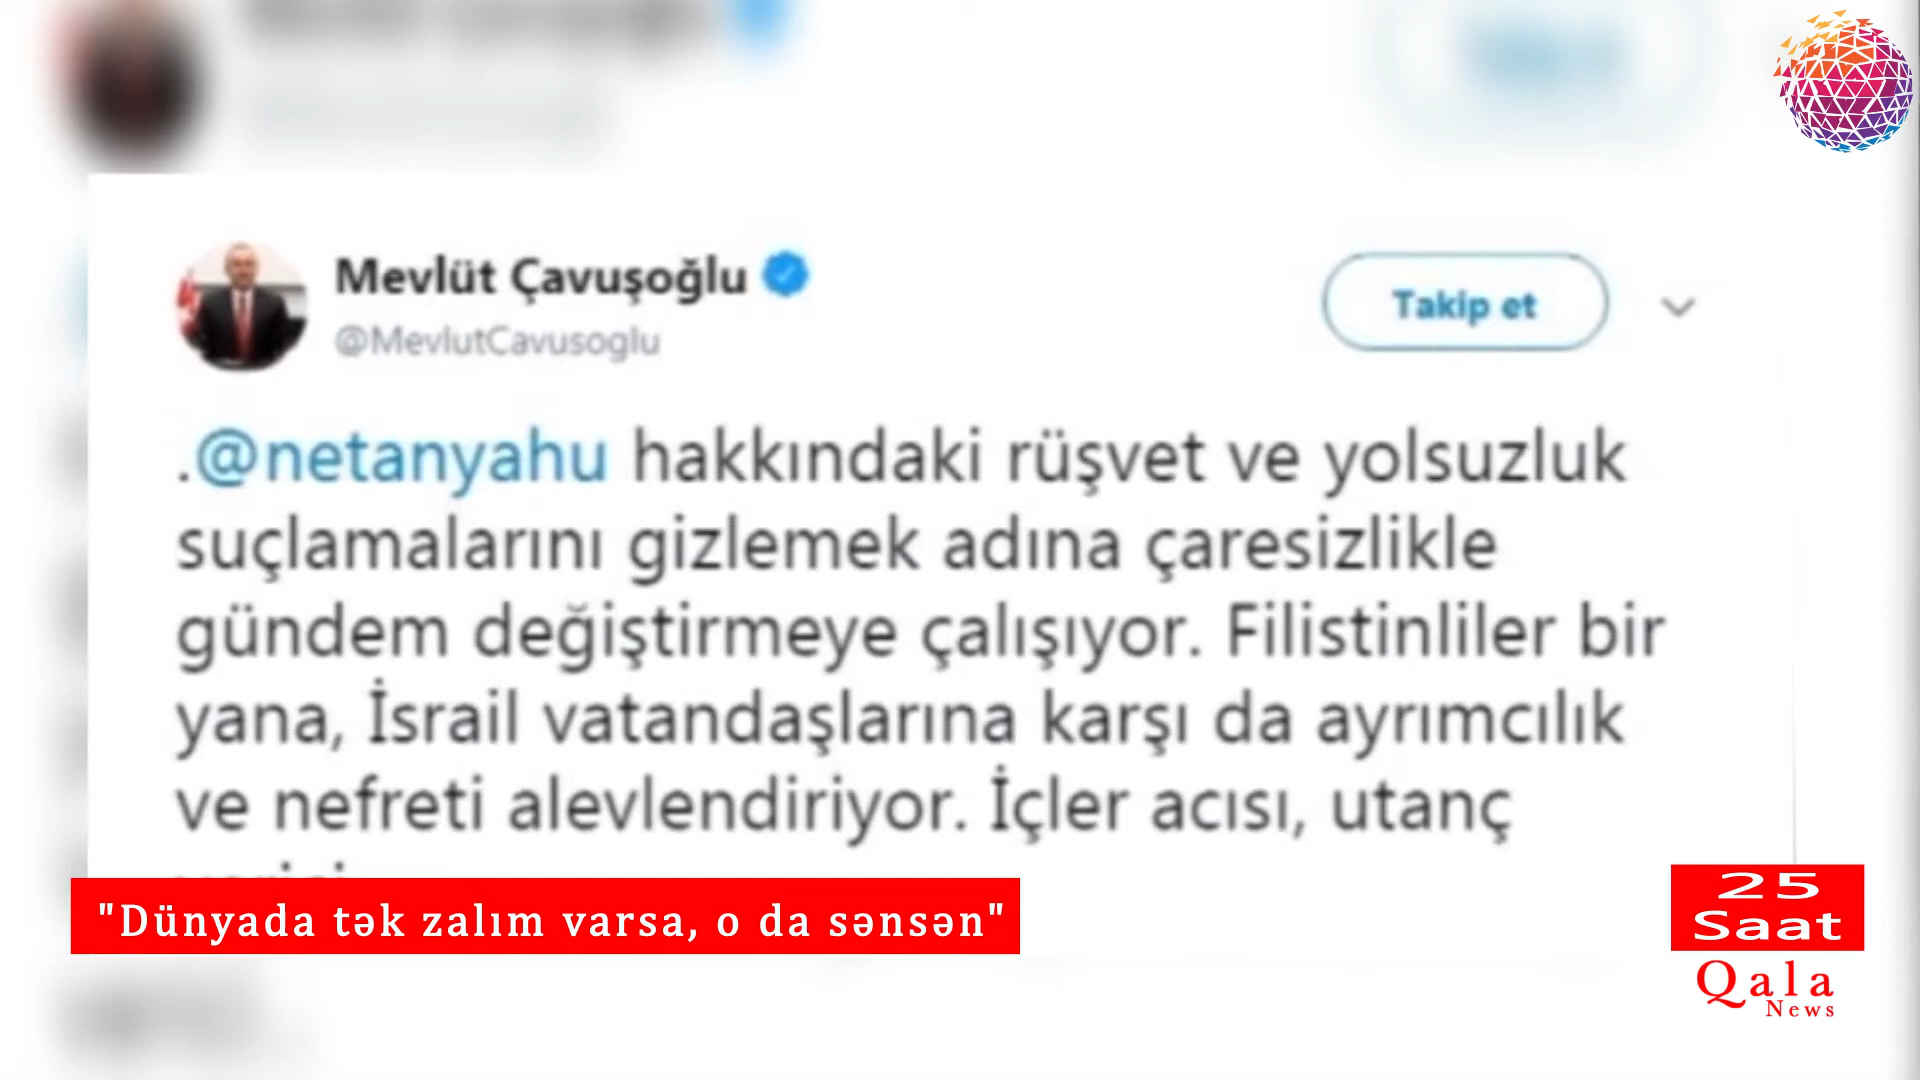 Mevlüt Çavuşoğlu
@MevlutCavusoglu
Takip et
.@netanyahu hakkındaki rüşvet ve yolsuzluk
suçlamalarını gizlemek adına çaresizlikle
gündem değiştirmeye çalışıyor. Filistinliler bir
yana, İsrail vatandaşlarına karşı da ayrımcılık
ve nefreti alevlendiriyor. İçler acısı, utanç
"Dünyada tək zalım varsa, o da sənsən"
25
Saat
Qala
News